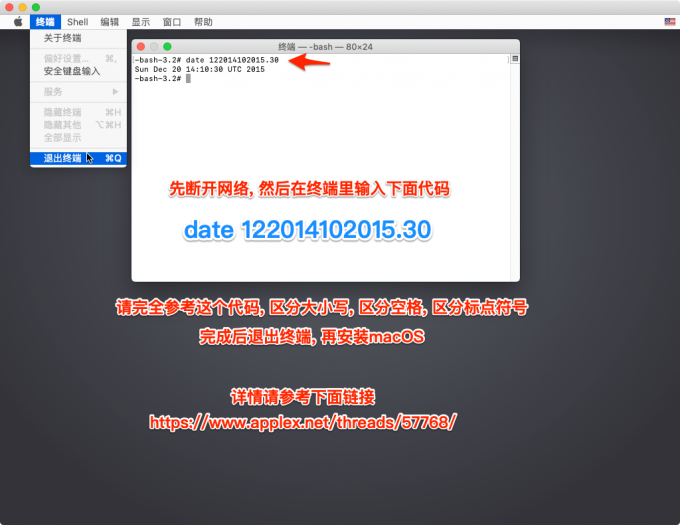 终端 Shell 编辑 显示 窗口 帮助
关于终端
偏好设置... ⌘,
安全键盘输入
服务 ▶
隐藏终端 ⌘H
隐藏其他 ⌥⌘H
全部显示
退出终端 ⌘Q
终端 — -bash — 80×24
-bash-3.2# date 122014102015.30
Sun Dec 20 14:10:30 UTC 2015
-bash-3.2#
先断开网络, 然后在终端里输入下面代码
date 122014102015.30
请完全参考这个代码, 区分大小写, 区分空格, 区分标点符号
完成后退出终端, 再安装macOS
详情请参考下面链接
https://www.applex.net/threads/57768/